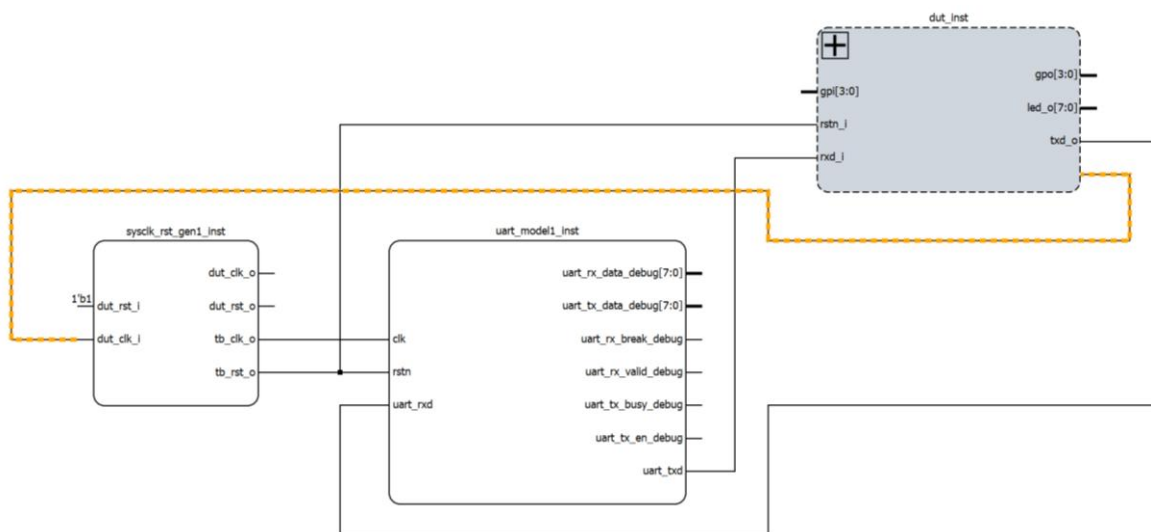 dut_inst
gpi[3:0]
rstn_i
rxd_i
gpo[3:0]
led_o[7:0]
txd_o
sysclk_rst_gen1_inst
1'b1
dut_rst_i
dut_clk_i
dut_clk_o
dut_rst_o
tb_clk_o
tb_rst_o
uart_model1_inst
clk
rstn
uart_rxd
uart_rx_data_debug[7:0]
uart_tx_data_debug[7:0]
uart_rx_break_debug
uart_rx_valid_debug
uart_tx_busy_debug
uart_tx_en_debug
uart_txd